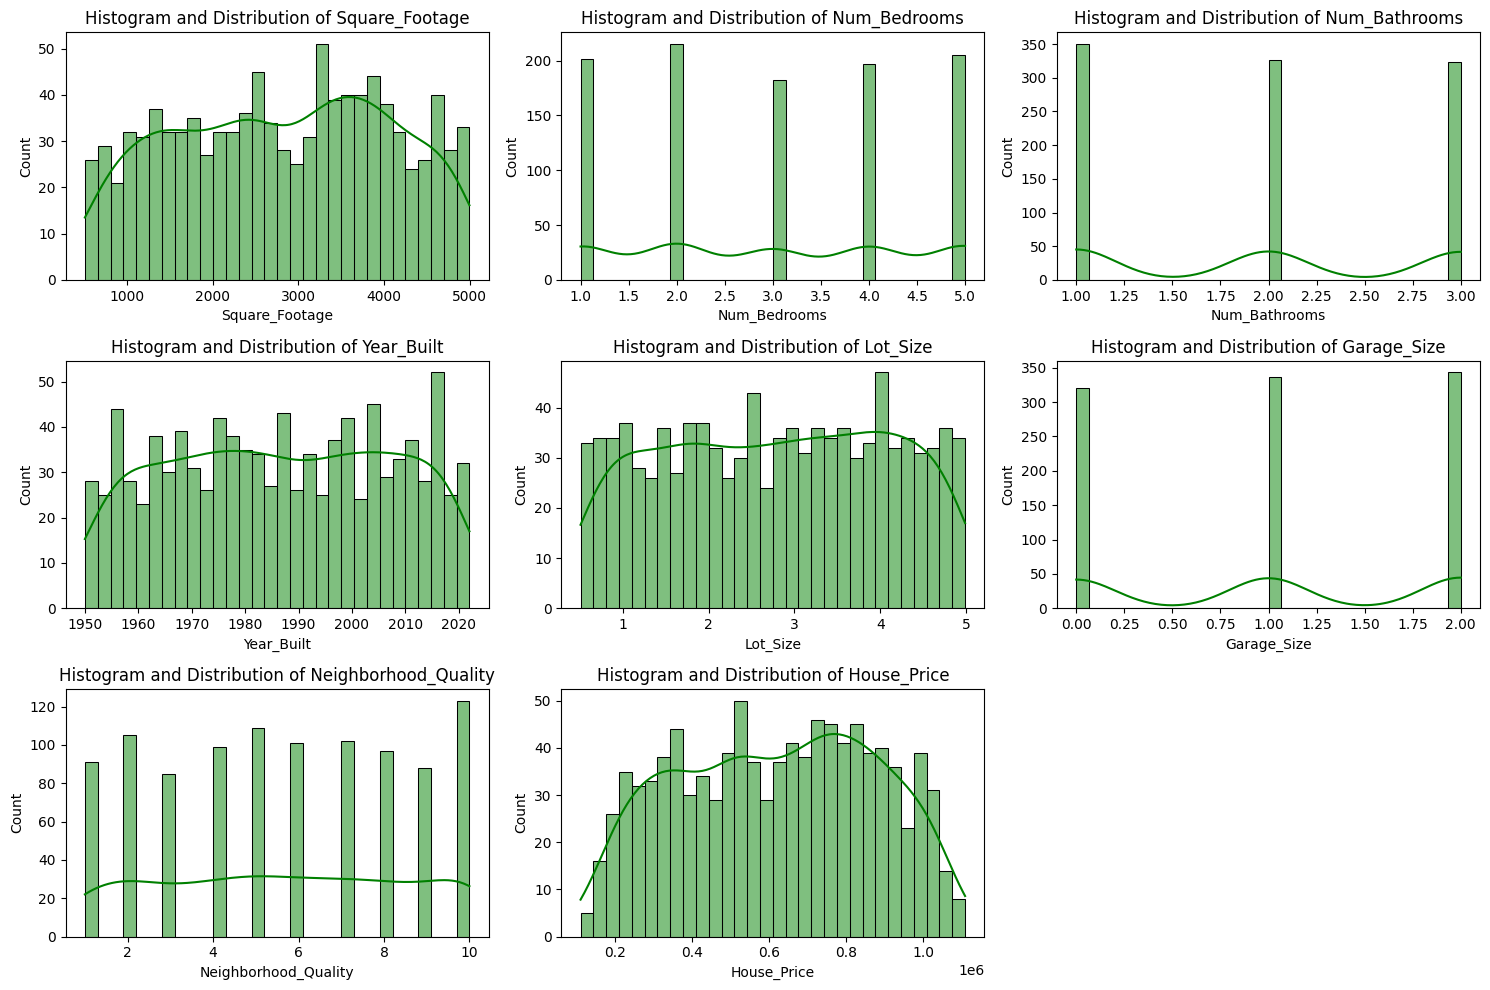 Histogram and Distribution of Square_Footage
50
40
30
20
10
0
Count
1000 2000 3000 4000 5000
Square_Footage
Histogram and Distribution of Num_Bedrooms
200
150
100
50
0
Count
1.0 1.5 2.0 2.5 3.0 3.5 4.0 4.5 5.0
Num_Bedrooms
Histogram and Distribution of Num_Bathrooms
350
300
250
200
150
100
50
0
Count
1.00 1.25 1.50 1.75 2.00 2.25 2.50 2.75 3.00
Num_Bathrooms
Histogram and Distribution of Year_Built
50
40
30
20
10
0
Count
1950 1960 1970 1980 1990 2000 2010 2020
Year_Built
Histogram and Distribution of Lot_Size
40
30
20
10
0
Count
1 2 3 4 5
Lot_Size
Histogram and Distribution of Garage_Size
350
300
250
200
150
100
50
0
Count
0.00 0.25 0.50 0.75 1.00 1.25 1.50 1.75 2.00
Garage_Size
Histogram and Distribution of Neighborhood_Quality
120
100
80
60
40
20
0
Count
2 4 6 8 10
Neighborhood_Quality
Histogram and Distribution of House_Price
50
40
30
20
10
0
Count
0.2 0.4 0.6 0.8 1.0
1e6
House_Price